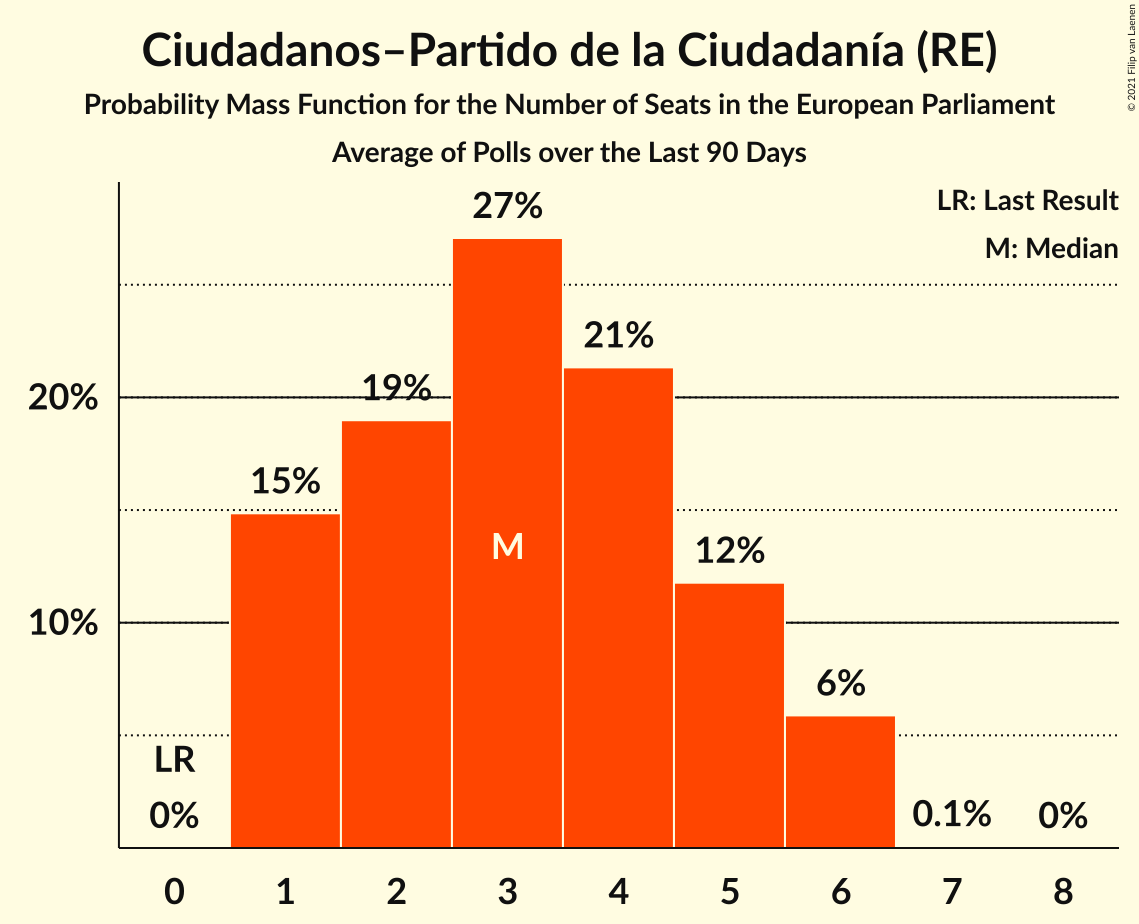 Ciudadanos–Partido de la Ciudadanía (RE)
Probability Mass Function for the Number of Seats in the European Parliament
Average of Polls over the Last 90 Days
© 2021 Filip van Laenen
LR: Last Result
M: Median
27%
21%
20%
19%
15%
M
12%
10%
6%
LR
0%
0.1%
0%
0 1 2 3 4 5 6 7 8